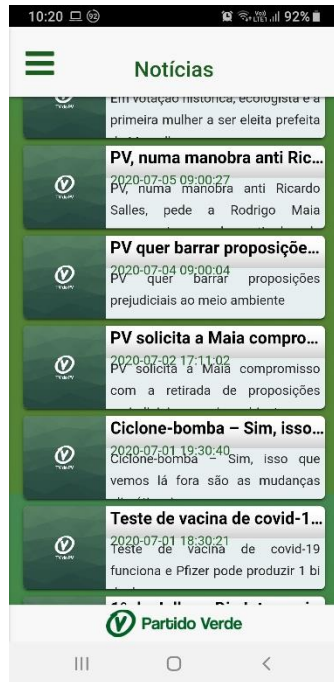 10:20 92 92%
Notícias
Em votação histórica, ecologista é a
primeira mulher a ser eleita prefeita
PV, numa manobra anti Ric...
2020-07-05 09:00:27
PV, numa manobra anti Ricardo
Salles, pede a Rodrigo Maia
PV quer barrar proposiçõe...
2020-07-04 09:00:04
PV quer barrar proposições
prejudiciais ao meio ambiente
PV solicita a Maia compro...
2020-07-02 17:11:02
PV solicita a Maia compromisso
com a retirada de proposições
Ciclone-bomba – Sim, isso...
2020-07-01 19:30:40
Ciclone-bomba – Sim, isso que
vemos lá fora são as mudanças
Teste de vacina de covid-1...
2020-07-01 18:30:21
Teste de vacina de covid-19
funciona e Pfizer pode produzir 1 bi
Partido Verde